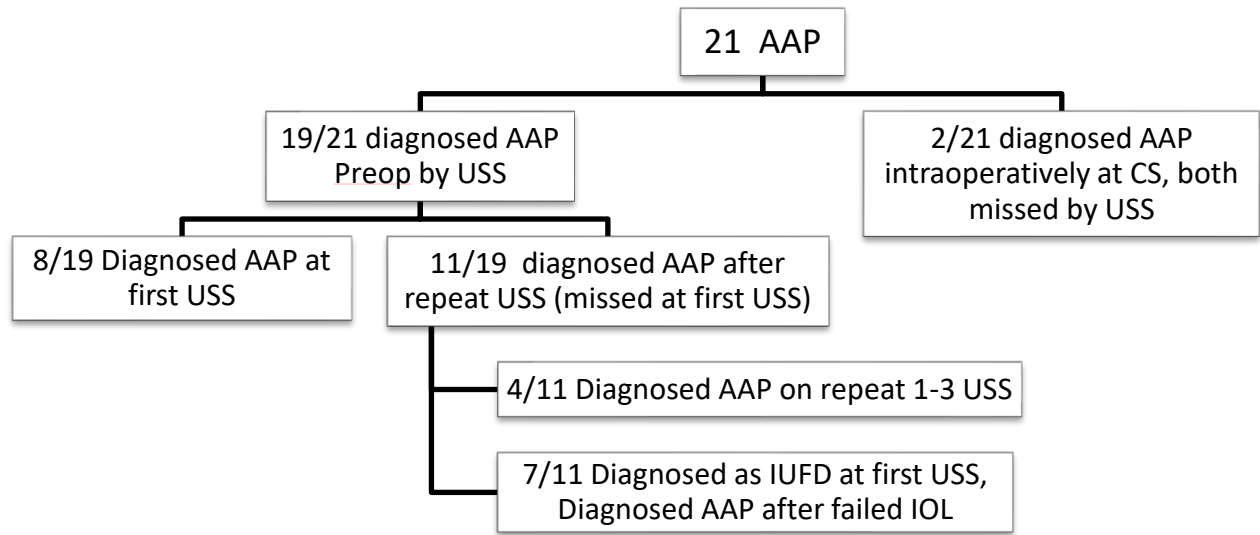 21 AAP
19/21 diagnosed AAP
Preop by USS
2/21 diagnosed AAP
intraoperatively at CS, both
missed by USS
8/19 Diagnosed AAP at
first USS
11/19 diagnosed AAP after
repeat USS (missed at first USS)
4/11 Diagnosed AAP on repeat 1-3 USS
7/11 Diagnosed as IUFD at first USS,
Diagnosed AAP after failed IOL